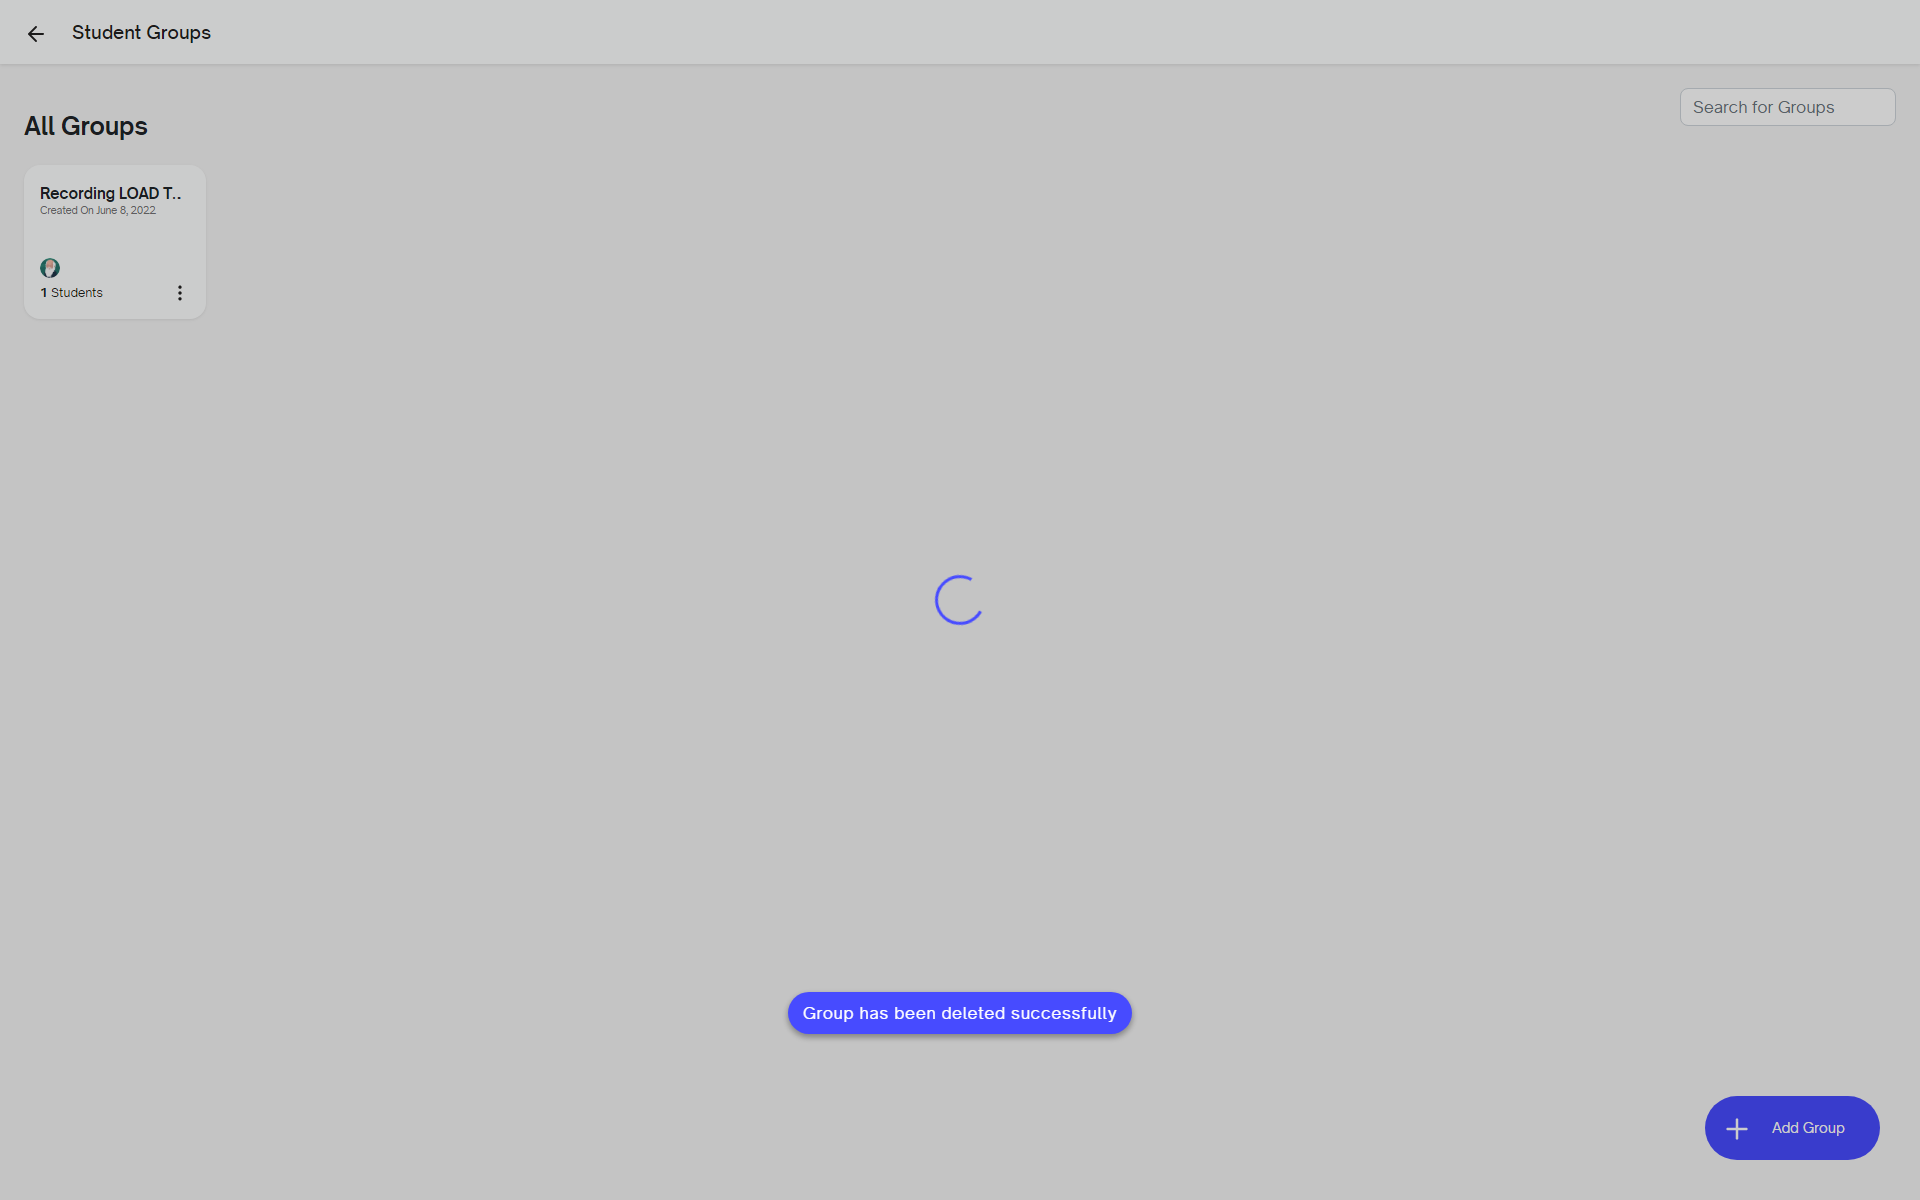 Student Groups
Search for Groups
All Groups
Recording LOAD T..
Created On June 8, 2022
1 Students
Group has been deleted successfully
Add Group